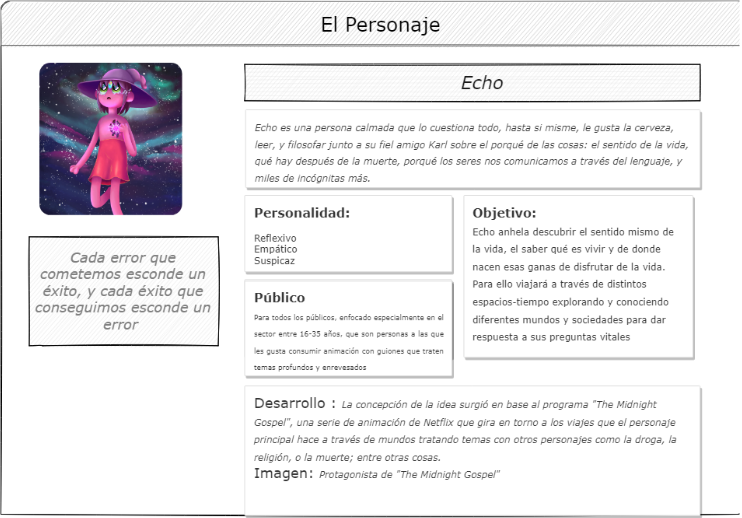 El Personaje
Echo
Echo es una persona calmada que lo cuestiona todo, hasta si misme, le gusta la cerveza,
leer, y filosofar junto a su fiel amigo Karl sobre el porqué de las cosas: el sentido de la vida,
qué hay después de la muerte, porqué los seres nos comunicamos a través del lenguaje, y
miles de incógnitas más.
Cada error que
cometemos esconde un
éxito, y cada éxito que
conseguimos esconde un
error
Personalidad:
Reflexivo
Empático
Suspicaz
Público
Para todos los públicos, enfocado especialmente en el
sector entre 16-35 años, que son personas a las que
les gusta consumir animación con guiones que traten
temas profundos y enrevesados
Objetivo:
Echo anhela descubrir el sentido mismo de
la vida, el saber qué es vivir y de donde
nacen esas ganas de disfrutar de la vida.
Para ello viajará a través de distintos
espacios-tiempo explorando y conociendo
diferentes mundos y sociedades para dar
respuesta a sus preguntas vitales
Desarrollo : La concepción de la idea surgió en base al programa "The Midnight
Gospel", una serie de animación de Netflix que gira en torno a los viajes que el personaje
principal hace a través de mundos tratando temas con otros personajes como la droga, la
religión, o la muerte; entre otras cosas.
Imagen: Protagonista de "The Midnight Gospel"